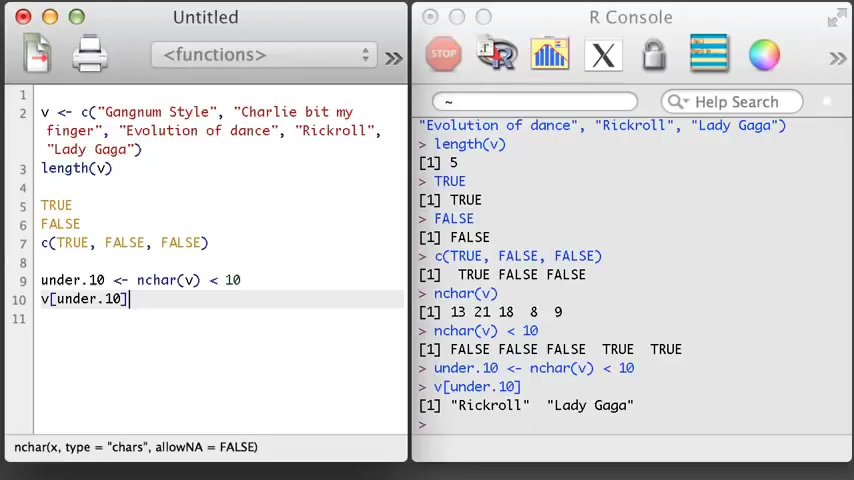 Untitled
<functions>
»
1
2 v <- c("Gangnum Style", "Charlie bit my
finger", "Evolution of dance", "Rickroll",
"Lady Gaga")
3 length(v)
4
5 TRUE
6 FALSE
7 c(TRUE, FALSE, FALSE)
8
9 under.10 <- nchar(v) < 10
10 v[under.10]
11
nchar(x, type = "chars", allowNA = FALSE)
R Console
STOP
R
X
»
~
Help Search
"Evolution of dance", "Rickroll", "Lady Gaga")
> length(v)
[1] 5
> TRUE
[1] TRUE
> FALSE
[1] FALSE
> c(TRUE, FALSE, FALSE)
[1]  TRUE FALSE FALSE
> nchar(v)
[1] 13 21 18  8  9
> nchar(v) < 10
[1] FALSE FALSE FALSE  TRUE  TRUE
> under.10 <- nchar(v) < 10
> v[under.10]
[1] "Rickroll"  "Lady Gaga"
>